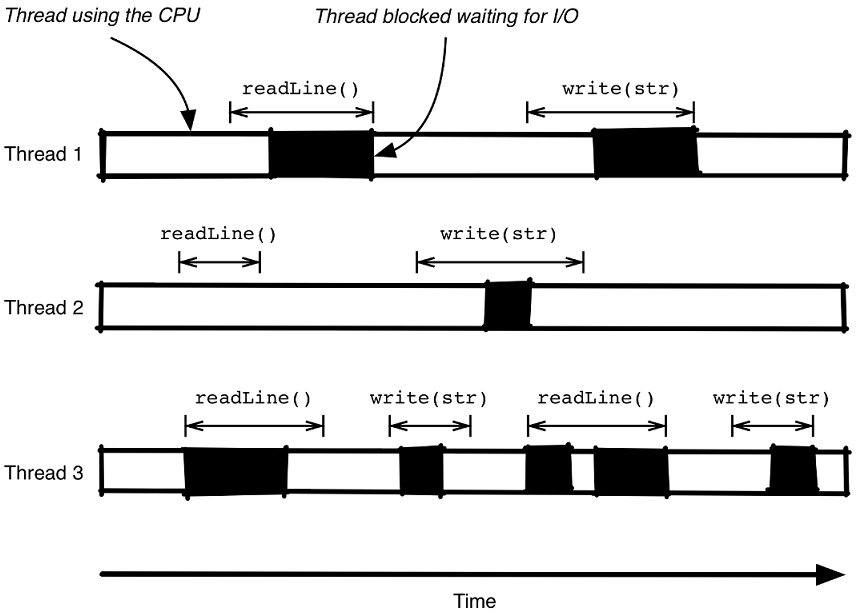 Thread using the CPU
Thread blocked waiting for I/O
readLine()
write(str)
Thread 1
readLine()
write(str)
Thread 2
readLine()
write(str)
readLine()
write(str)
Thread 3
Time